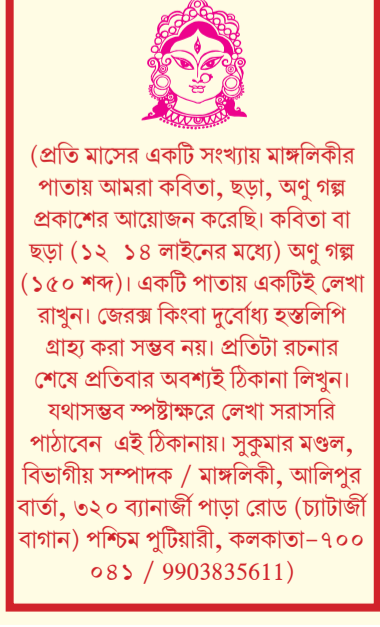 (প্রতি মাসের একটি সংখ্যায় মাঙ্গলিকীর
পাতায় আমরা কবিতা, ছড়া, অণু গল্প
প্রকাশের আয়োজন করেছি। কবিতা বা
ছড়া (১২ ১৪ লাইনের মধ্যে) অণু গল্প
(১৫০ শব্দ)। একটি পাতায় একটিই লেখা
রাখুন। জেরক্স কিংবা দুর্বোধ্য হস্তলিপি
গ্রাহ্য করা সম্ভব নয়। প্রতিটা রচনার
শেষে প্রতিবার অবশ্যই ঠিকানা লিখুন।
যথাসম্ভব স্পষ্টাক্ষরে লেখা সরাসরি
পাঠাবেন এই ঠিকানায়। সুকুমার মণ্ডল,
বিভাগীয় সম্পাদক / মাঙ্গলিকী, আলিপুর
বার্তা, ৩২০ ব্যানার্জী পাড়া রোড (চ্যাটার্জী
বাগান) পশ্চিম পুটিয়ারী, কলকাতা-৭০০
০৪১ / 9903835611)